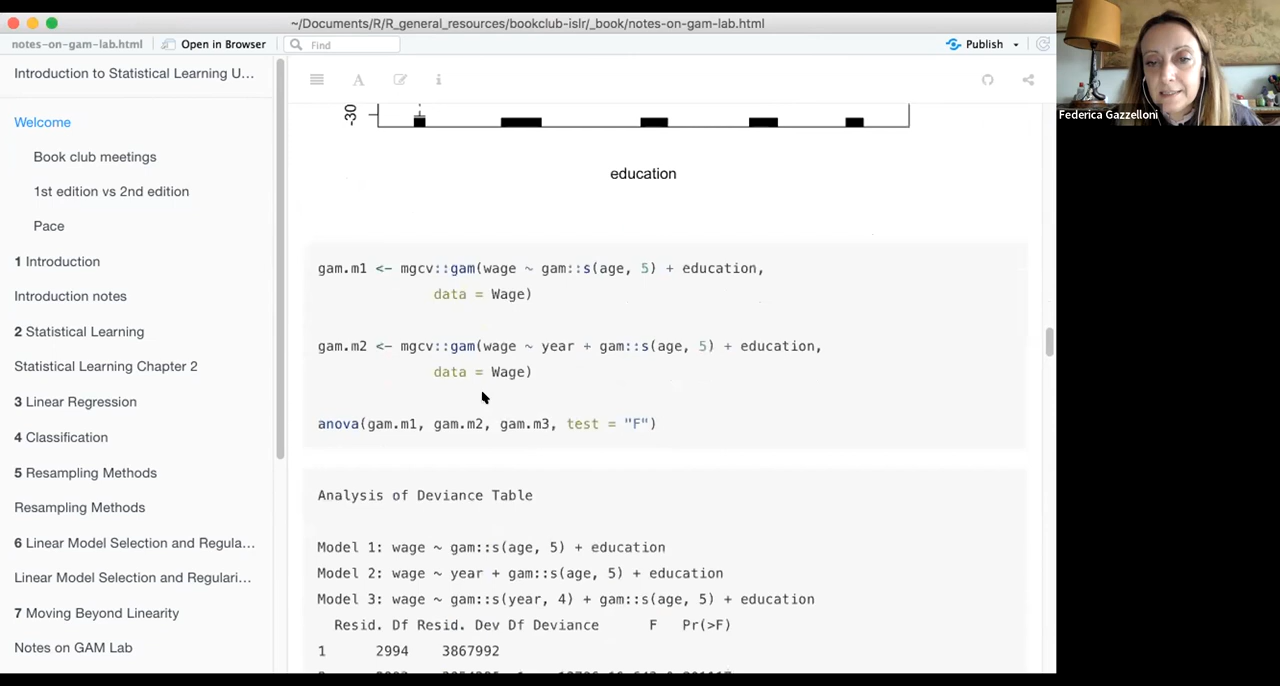 ~/Documents/R/R_general_resources/bookclub-islr/_book/notes-on-gam-lab.html
notes-on-gam-lab.html
Open in Browser
Find
Publish
Introduction to Statistical Learning U...
Welcome
Book club meetings
1st edition vs 2nd edition
Pace
1 Introduction
Introduction notes
2 Statistical Learning
Statistical Learning Chapter 2
3 Linear Regression
4 Classification
5 Resampling Methods
Resampling Methods
6 Linear Model Selection and Regula...
Linear Model Selection and Regulari...
7 Moving Beyond Linearity
Notes on GAM Lab
-30
education
gam.m1 <- mgcv::gam(wage ~ gam::s(age, 5) + education,
data = Wage)
gam.m2 <- mgcv::gam(wage ~ year + gam::s(age, 5) + education,
data = Wage)
anova(gam.m1, gam.m2, gam.m3, test = "F")
Analysis of Deviance Table
Model 1: wage ~ gam::s(age, 5) + education
Model 2: wage ~ year + gam::s(age, 5) + education
Model 3: wage ~ gam::s(year, 4) + gam::s(age, 5) + education
Resid. Df Resid. Dev Df Deviance F Pr(>F)
1 2994 3867992
Federica Gazzelloni